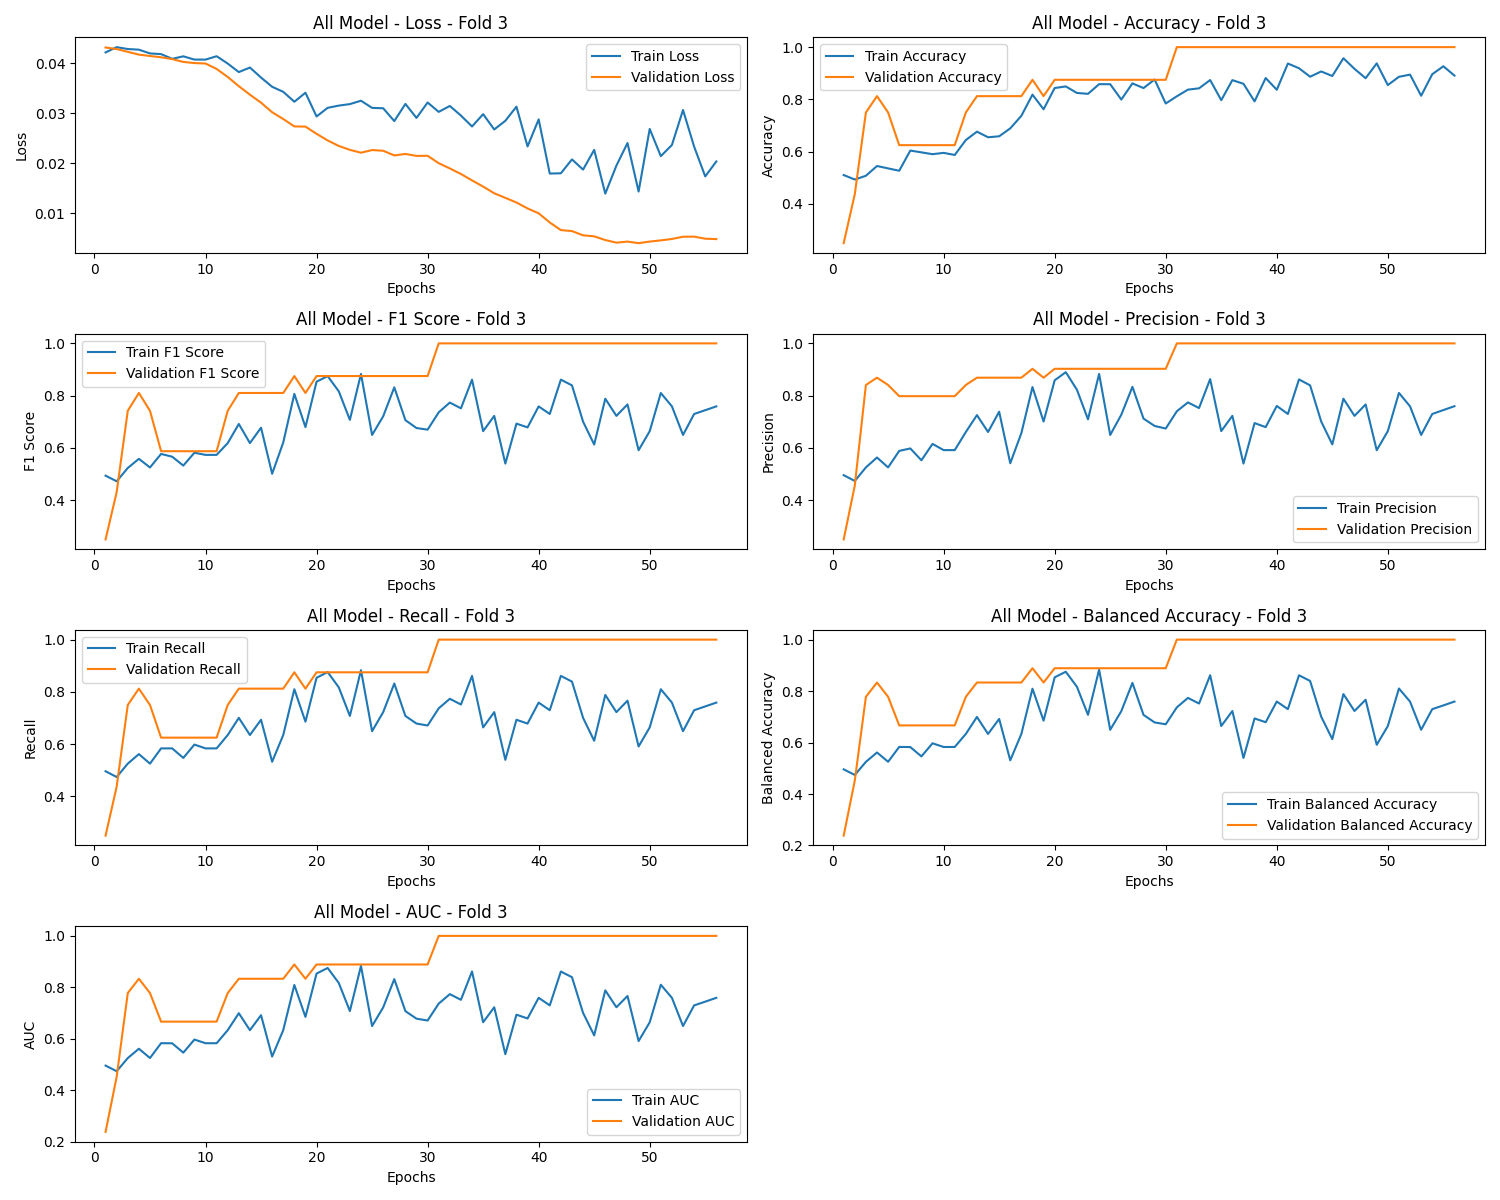 All Model - Loss - Fold 3
Train Loss
Validation Loss
Loss
0.04
0.03
0.02
0.01
0 10 20 30 40 50
Epochs
All Model - Accuracy - Fold 3
Train Accuracy
Validation Accuracy
Accuracy
1.0
0.8
0.6
0.4
0 10 20 30 40 50
Epochs
All Model - F1 Score - Fold 3
Train F1 Score
Validation F1 Score
F1 Score
1.0
0.8
0.6
0.4
0 10 20 30 40 50
Epochs
All Model - Precision - Fold 3
Train Precision
Validation Precision
Precision
1.0
0.8
0.6
0.4
0 10 20 30 40 50
Epochs
All Model - Recall - Fold 3
Train Recall
Validation Recall
Recall
1.0
0.8
0.6
0.4
0 10 20 30 40 50
Epochs
All Model - Balanced Accuracy - Fold 3
Train Balanced Accuracy
Validation Balanced Accuracy
Balanced Accuracy
1.0
0.8
0.6
0.4
0.2
0 10 20 30 40 50
Epochs
All Model - AUC - Fold 3
Train AUC
Validation AUC
AUC
1.0
0.8
0.6
0.4
0.2
0 10 20 30 40 50
Epochs